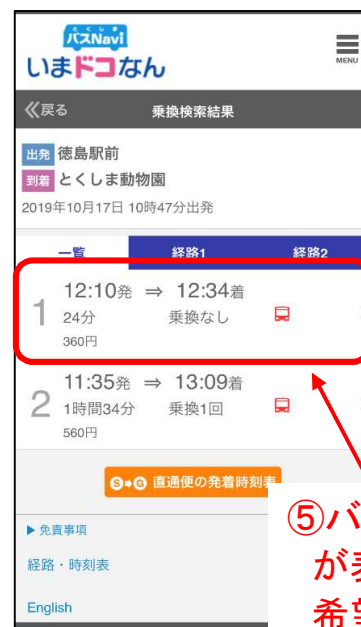 とくしま
バスNavi
いまドコなん
MENU
≪戻る 乗換検索結果
出発 徳島駅前
到着 とくしま動物園
2019年10月17日 10時47分出発
一覧 経路1 経路2
1 12:10発 ⇒ 12:34着
24分 乗換なし
360円
2 11:35発 ⇒ 13:09着
1時間34分 乗換1回
560円
S➔G 直通便の発着時刻表
▶ 免責事項
経路・時刻表
English
⑤バ
が表
希望